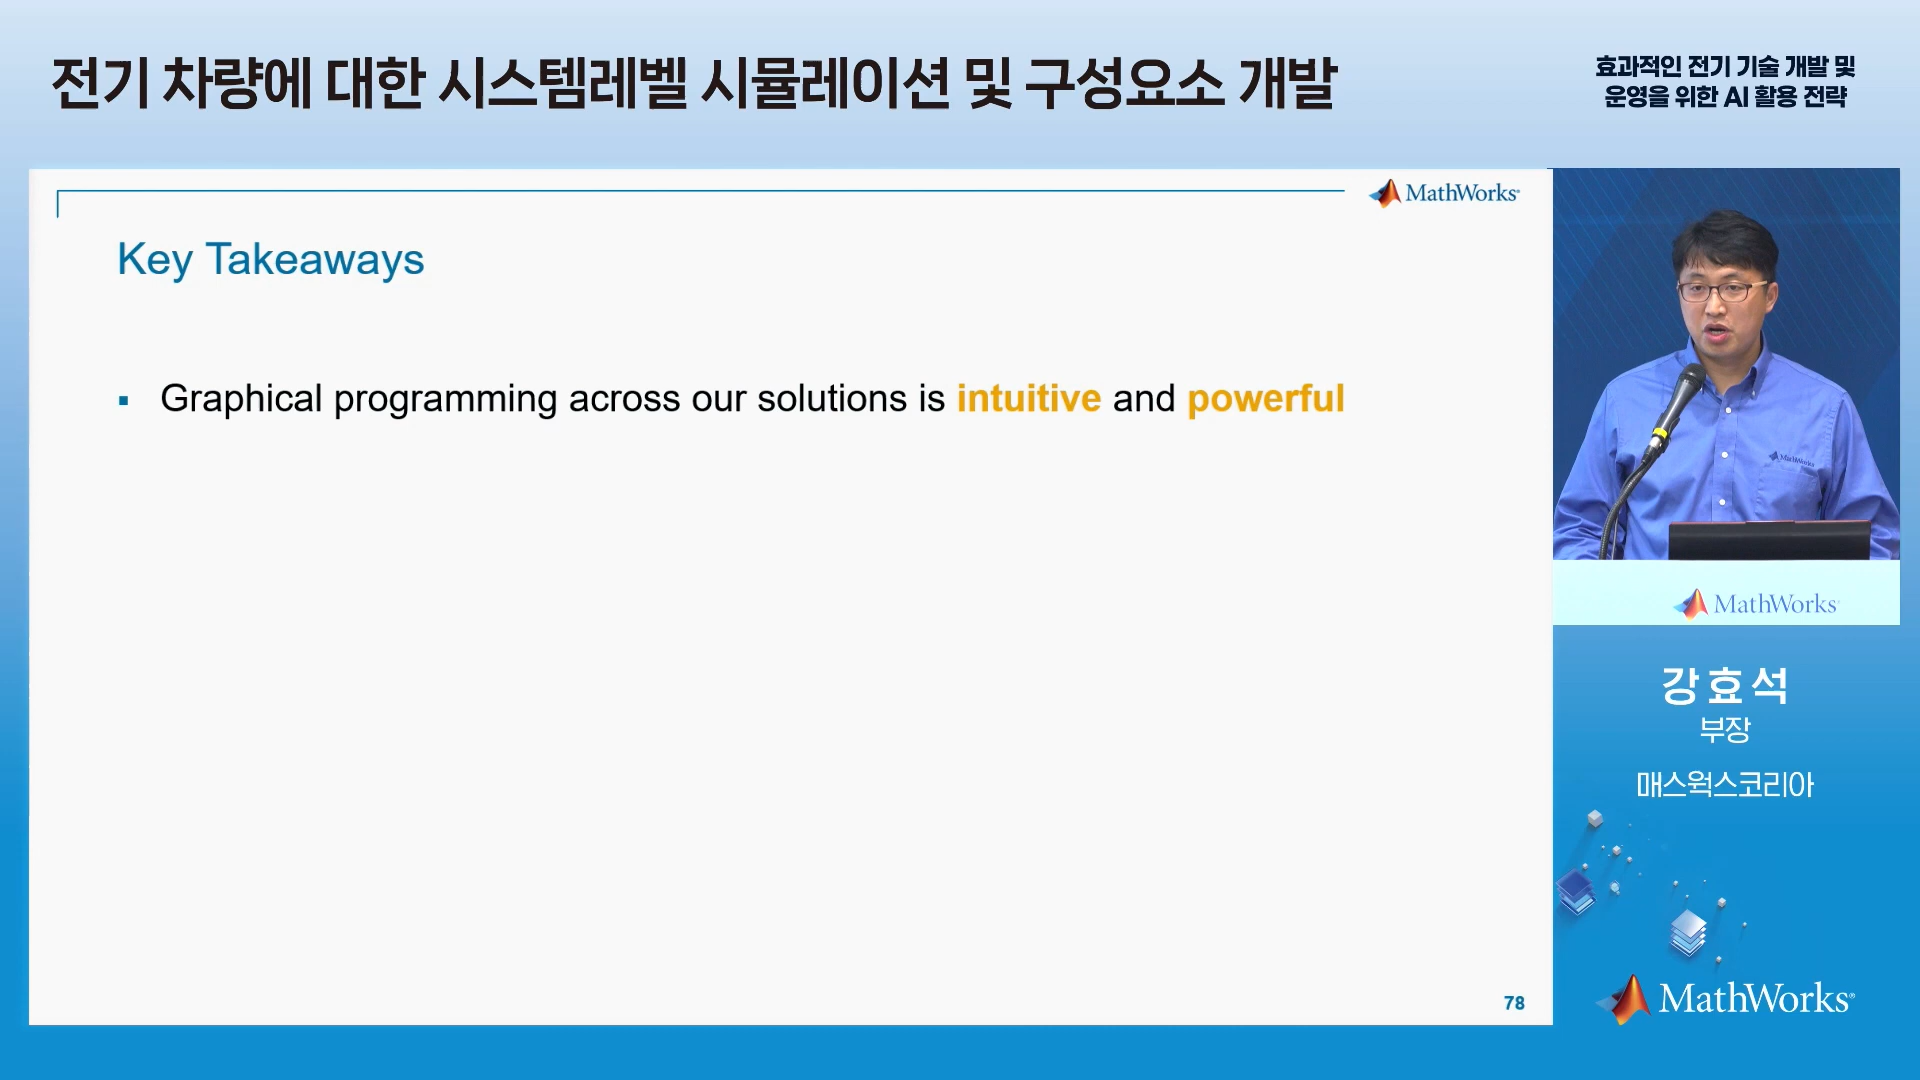 전기 차량에 대한 시스템레벨 시뮬레이션 및 구성요소 개발
효과적인 전기 기술 개발 및
운영을 위한 AI 활용 전략
MathWorks
Key Takeaways
▪ Graphical programming across our solutions is intuitive and powerful
78
MathWorks
MathWorks
강효석
부장
매스웍스코리아
MathWorks